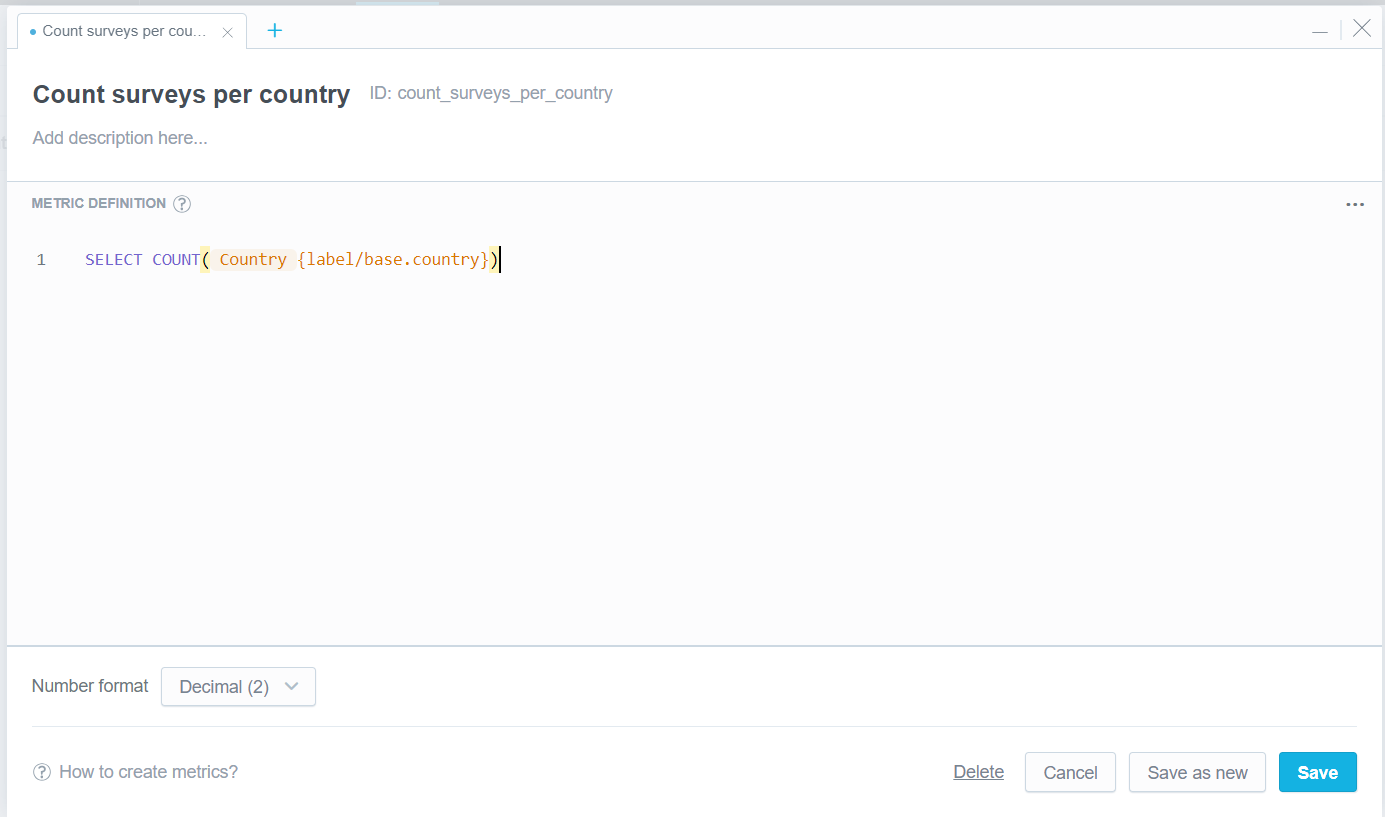 Count surveys per cou...
Count surveys per country ID: count_surveys_per_country
Add description here...
METRIC DEFINITION ?
...
1 SELECT COUNT( Country {label/base.country})
Number format Decimal (2)
? How to create metrics? Delete Cancel Save as new Save